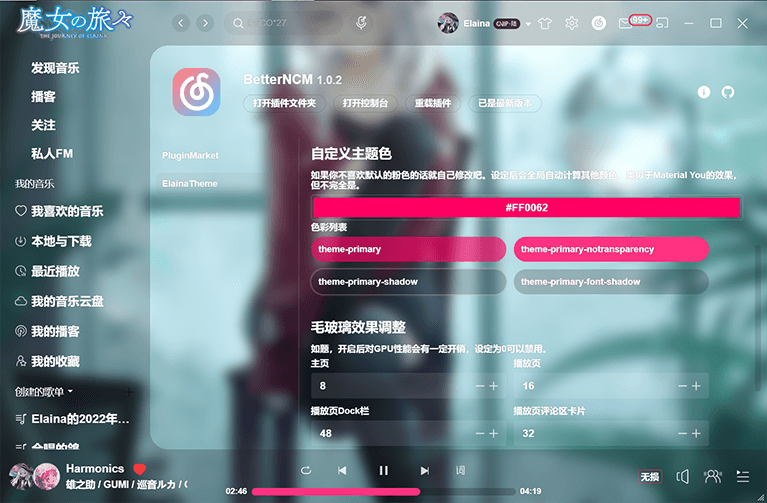 魔女の旅々
THE JOURNEY OF ELAINA
CO*27
Elaina
99+
发现音乐
播客
关注
私人FM
我的音乐
我喜欢的音乐
本地与下载
最近播放
我的音乐云盘
我的播客
我的收藏
创建的歌单
Elaina的2022年...
BetterNCM 1.0.2
打开插件文件夹
打开控制台
重载插件
已是最新版本
PluginMarket
ElainaTheme
自定义主题色
如果你不喜欢默认的粉色的话就自己修改吧。设定后会全局自动计算其他颜色，类似于Material You的效果，
但不完全是。
#FF0062
色彩列表
theme-primary
theme-primary-notransparency
theme-primary-shadow
theme-primary-font-shadow
毛玻璃效果调整
如题，开启后对GPU性能会有一定开销，设定为0可以禁用。
主页
播放页
8
16
播放页Dock栏
播放页评论区卡片
48
32
Harmonics
雄之助 / GUMI / 巡音ルカ / (
02:46
04:19
词
无损